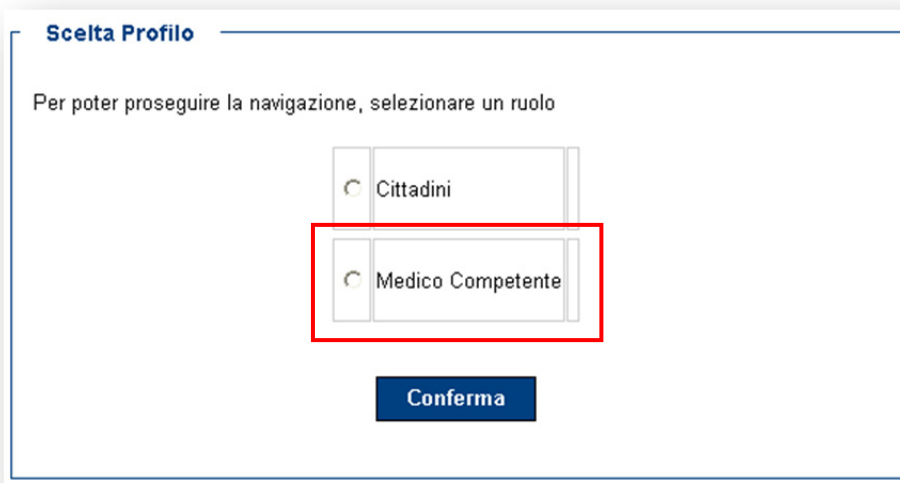 Scelta Profilo
Per poter proseguire la navigazione, selezionare un ruolo
Cittadini
Medico Competente
Conferma